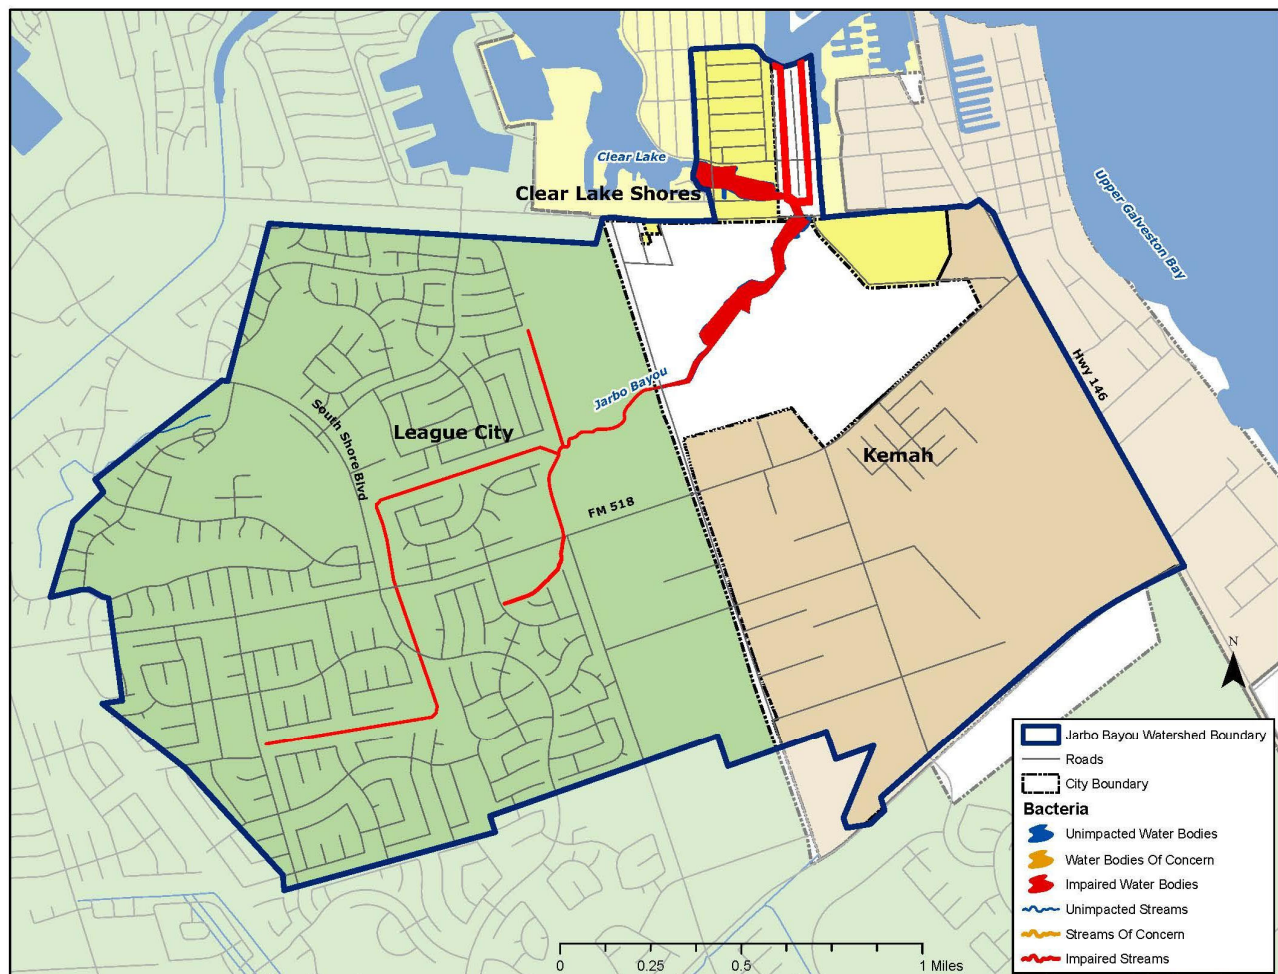 Clear Lake
Clear Lake Shores
Upper Galveston Bay
Hwy 146
Jarbo Bayou
South Shore Blvd
League City
Kemah
FM 518
N
Jarbo Bayou Watershed Boundary
Roads
City Boundary
Bacteria
Unimpacted Water Bodies
Water Bodies Of Concern
Impaired Water Bodies
Unimpacted Streams
Streams Of Concern
Impaired Streams
0 0.25 0.5 1 Miles